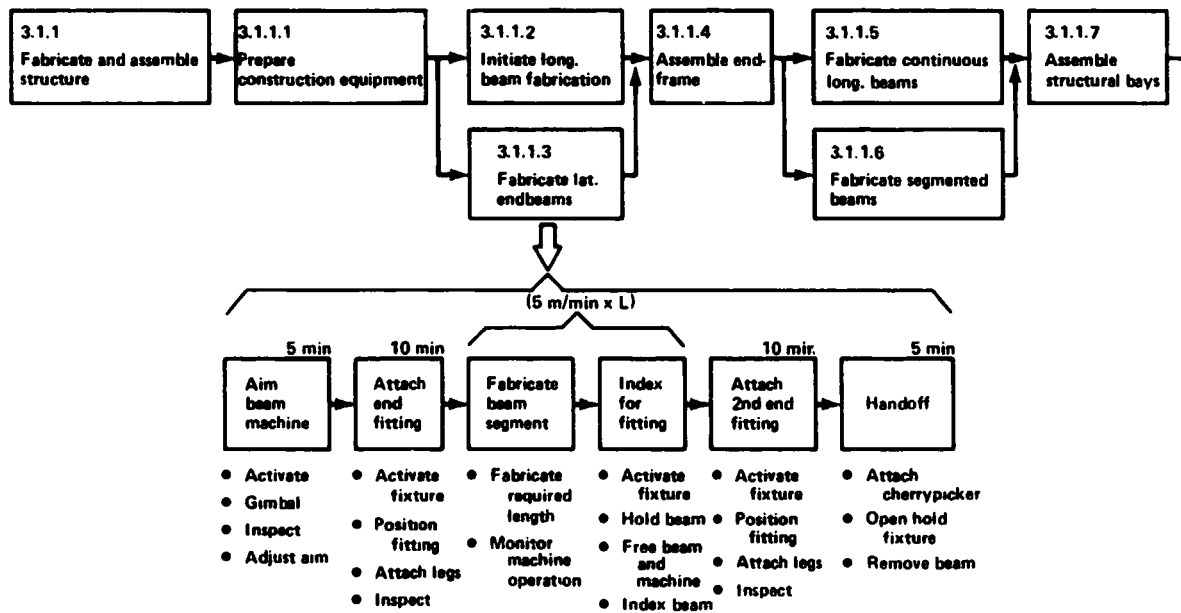 3.1.1
Fabricate and assemble
structure
3.1.1.1
Prepare
construction equipment
3.1.1.2
Initiate long.
beam fabrication
3.1.1.4
Assemble end-
frame
3.1.1.5
Fabricate continuous
long. beams
3.1.1.7
Assemble
structural bays
3.1.1.3
Fabricate lat.
endbeams
3.1.1.6
Fabricate segmented
beams
(5 m/min x L)
5 min
Aim
beam
machine
10 min
Attach
end
fitting
Fabricate
beam
segment
Index
for
fitting
10 mir.
Attach
2nd end
fitting
5 min
Handoff
● Activate
● Gimbal
● Inspect
● Adjust aim
● Activate
fixture
● Position
fitting
● Attach legs
● Inspect
● Fabricate
required
length
● Monitor
machine
operation
● Activate
fixture
● Hold beam
● Free beam
and
machine
● Index beam
● Activate
fixture
● Position
fitting
● Attach legs
● Inspect
● Attach
cherrypicker
● Open hold
fixture
● Remove beam